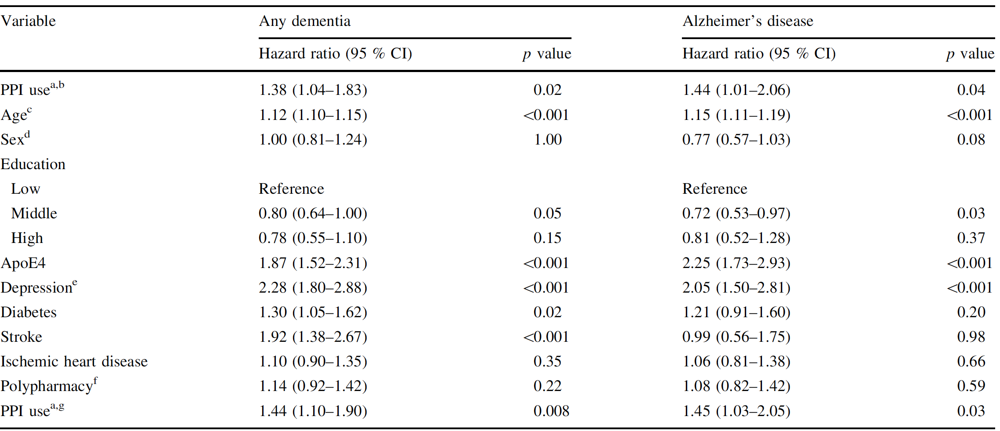 Variable Any dementia Alzheimer's disease
Hazard ratio (95 % CI) p value Hazard ratio (95 % CI) p value
PPI use^a,b 1.38 (1.04–1.83) 0.02 1.44 (1.01–2.06) 0.04
Age^c 1.12 (1.10–1.15) <0.001 1.15 (1.11–1.19) <0.001
Sex^d 1.00 (0.81–1.24) 1.00 0.77 (0.57–1.03) 0.08
Education
Low Reference Reference
Middle 0.80 (0.64–1.00) 0.05 0.72 (0.53–0.97) 0.03
High 0.78 (0.55–1.10) 0.15 0.81 (0.52–1.28) 0.37
ApoE4 1.87 (1.52–2.31) <0.001 2.25 (1.73–2.93) <0.001
Depression^e 2.28 (1.80–2.88) <0.001 2.05 (1.50–2.81) <0.001
Diabetes 1.30 (1.05–1.62) 0.02 1.21 (0.91–1.60) 0.20
Stroke 1.92 (1.38–2.67) <0.001 0.99 (0.56–1.75) 0.98
Ischemic heart disease 1.10 (0.90–1.35) 0.35 1.06 (0.81–1.38) 0.66
Polypharmacy^f 1.14 (0.92–1.42) 0.22 1.08 (0.82–1.42) 0.59
PPI use^a,g 1.44 (1.10–1.90) 0.008 1.45 (1.03–2.05) 0.03